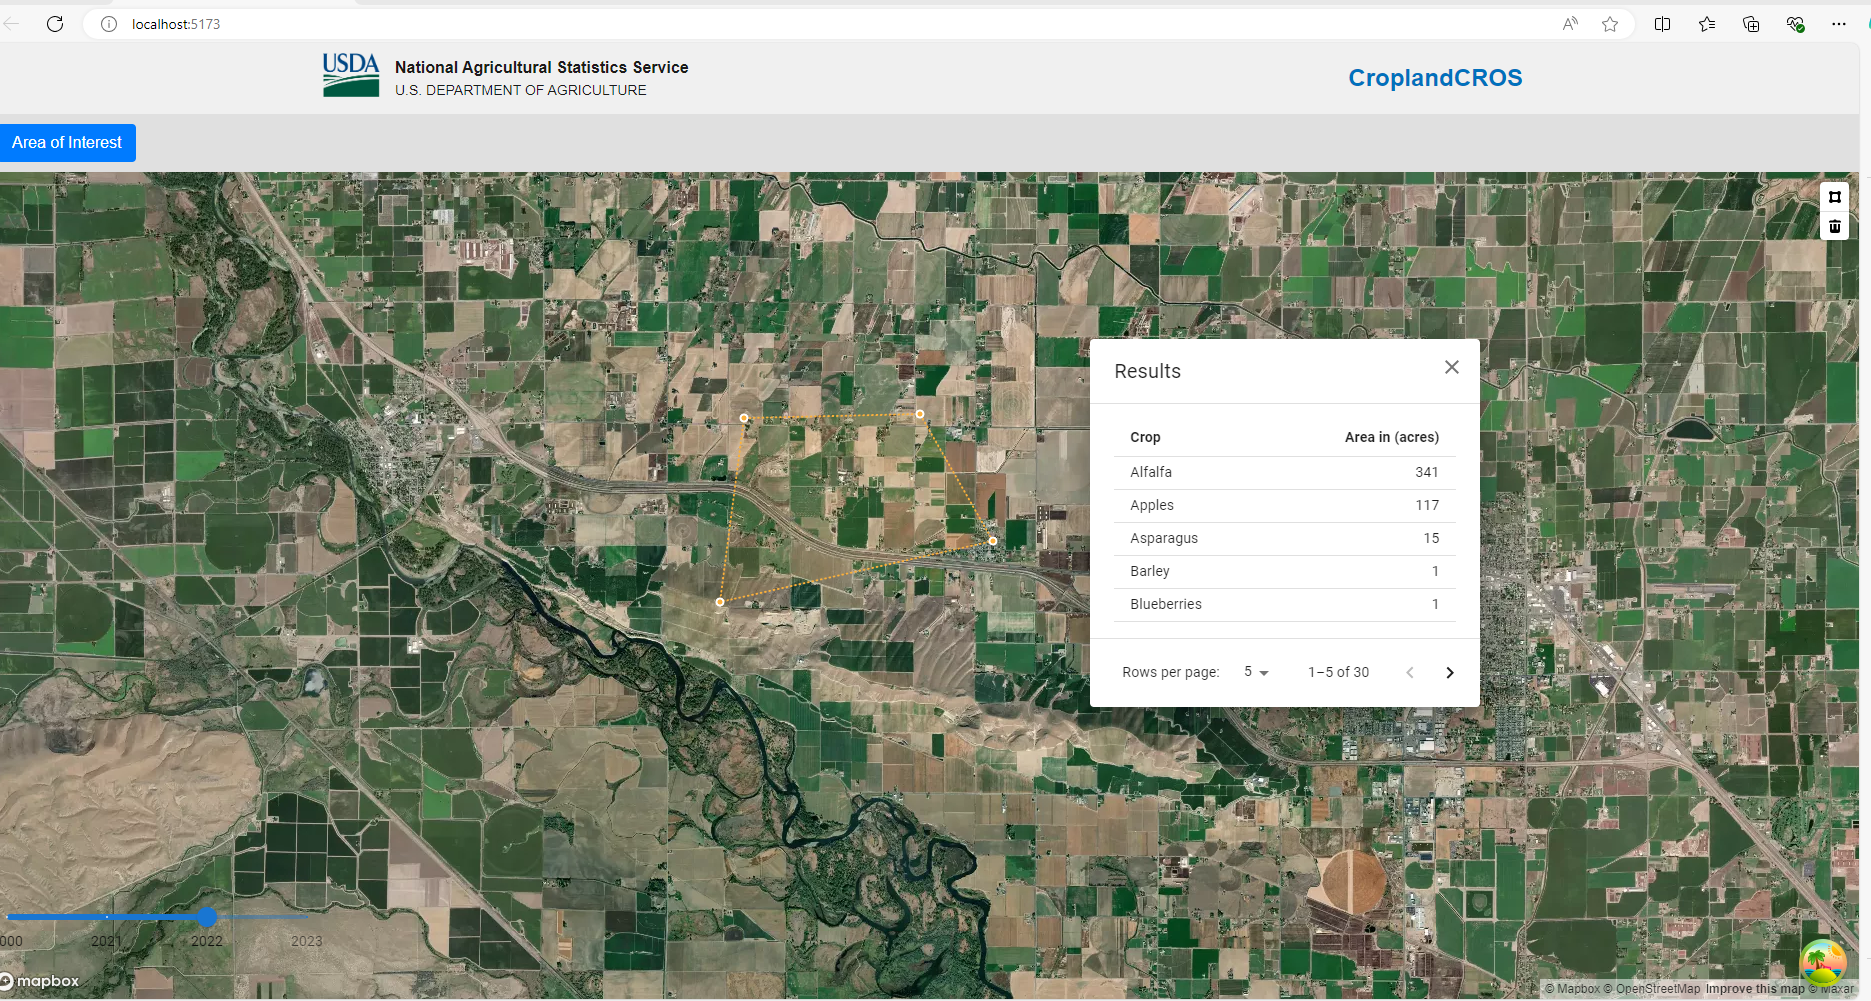 localhost:5173
USDA
National Agricultural Statistics Service
U.S. DEPARTMENT OF AGRICULTURE
CroplandCROS
Area of Interest
Results
Crop Area in (acres)
Alfalfa 341
Apples 117
Asparagus 15
Barley 1
Blueberries 1
Rows per page: 5 1–5 of 30
000 2021 2022 2023
mapbox
© Mapbox © OpenStreetMap Improve this map © Maxar